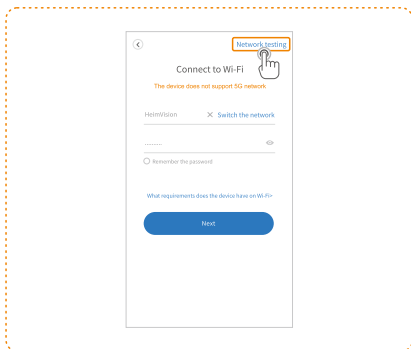 Network testing
Connect to Wi-Fi
The device does not support 5G network
HeimVision × Switch the network
..........
Remember the password
What requirements does the device have on Wi-Fi>
Next